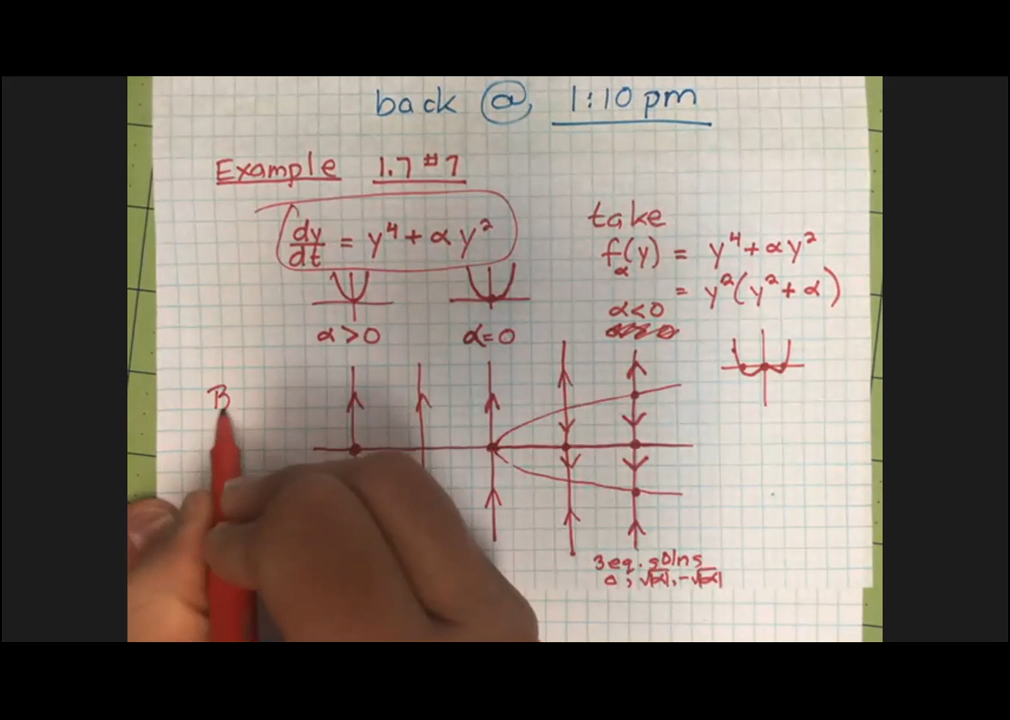 back @ 1:10 pm
Example 1.7 #7
dy/dt = y⁴ + αy²
take
f_α(y) = y⁴ + αy²
= y²(y² + α)
α>0
α=0
α<0
B
3 eq. solns
0, √|α|, -√|α|